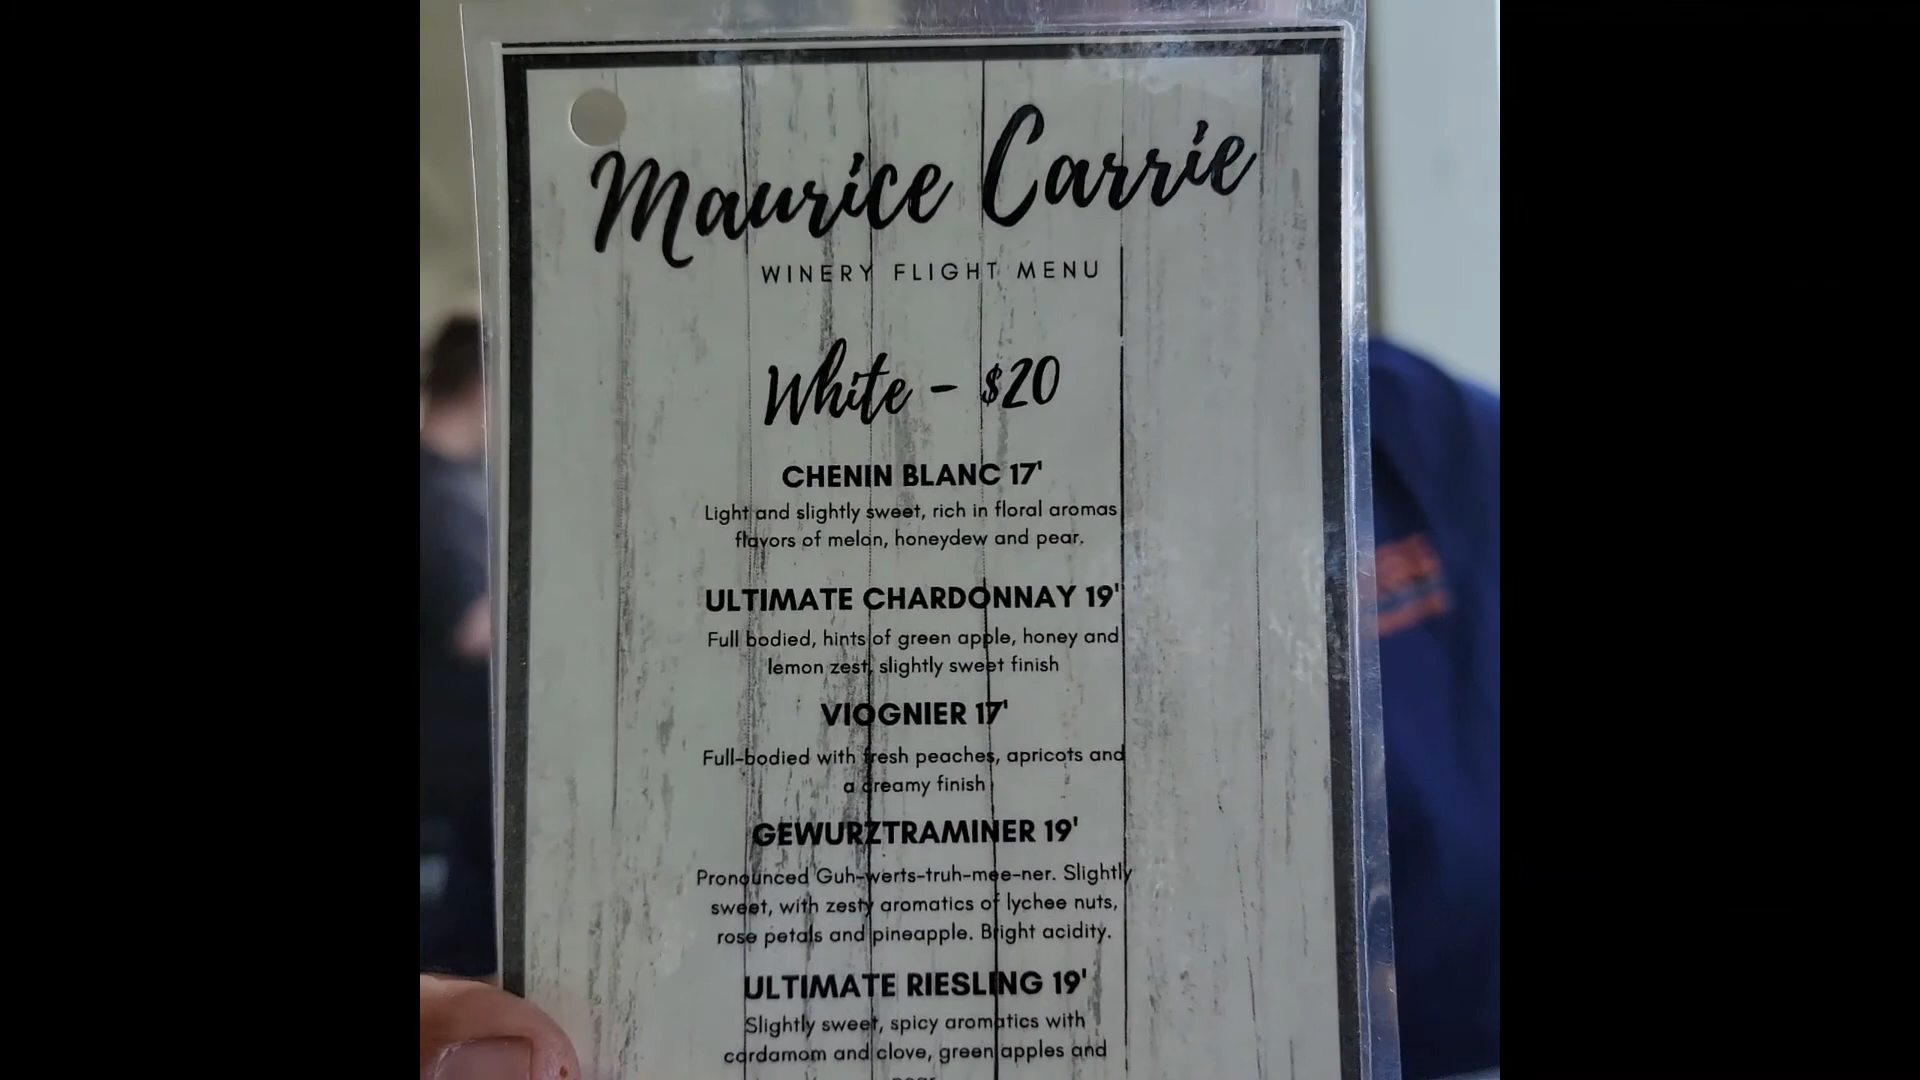 Maurice Carrie
WINERY FLIGHT MENU
White - $20
CHENIN BLANC 17'
Light and slightly sweet, rich in floral aromas
flavors of melon, honeydew and pear.
ULTIMATE CHARDONNAY 19'
Full bodied, hints of green apple, honey and
lemon zest, slightly sweet finish
VIOGNIER 17'
Full-bodied with fresh peaches, apricots and
a creamy finish
GEWURZTRAMINER 19'
Pronounced Guh-werts-truh-mee-ner. Slightly
sweet, with zesty aromatics of lychee nuts,
rose petals and pineapple. Bright acidity.
ULTIMATE RIESLING 19'
Slightly sweet, spicy aromatics with
cardamom and clove, green apples and